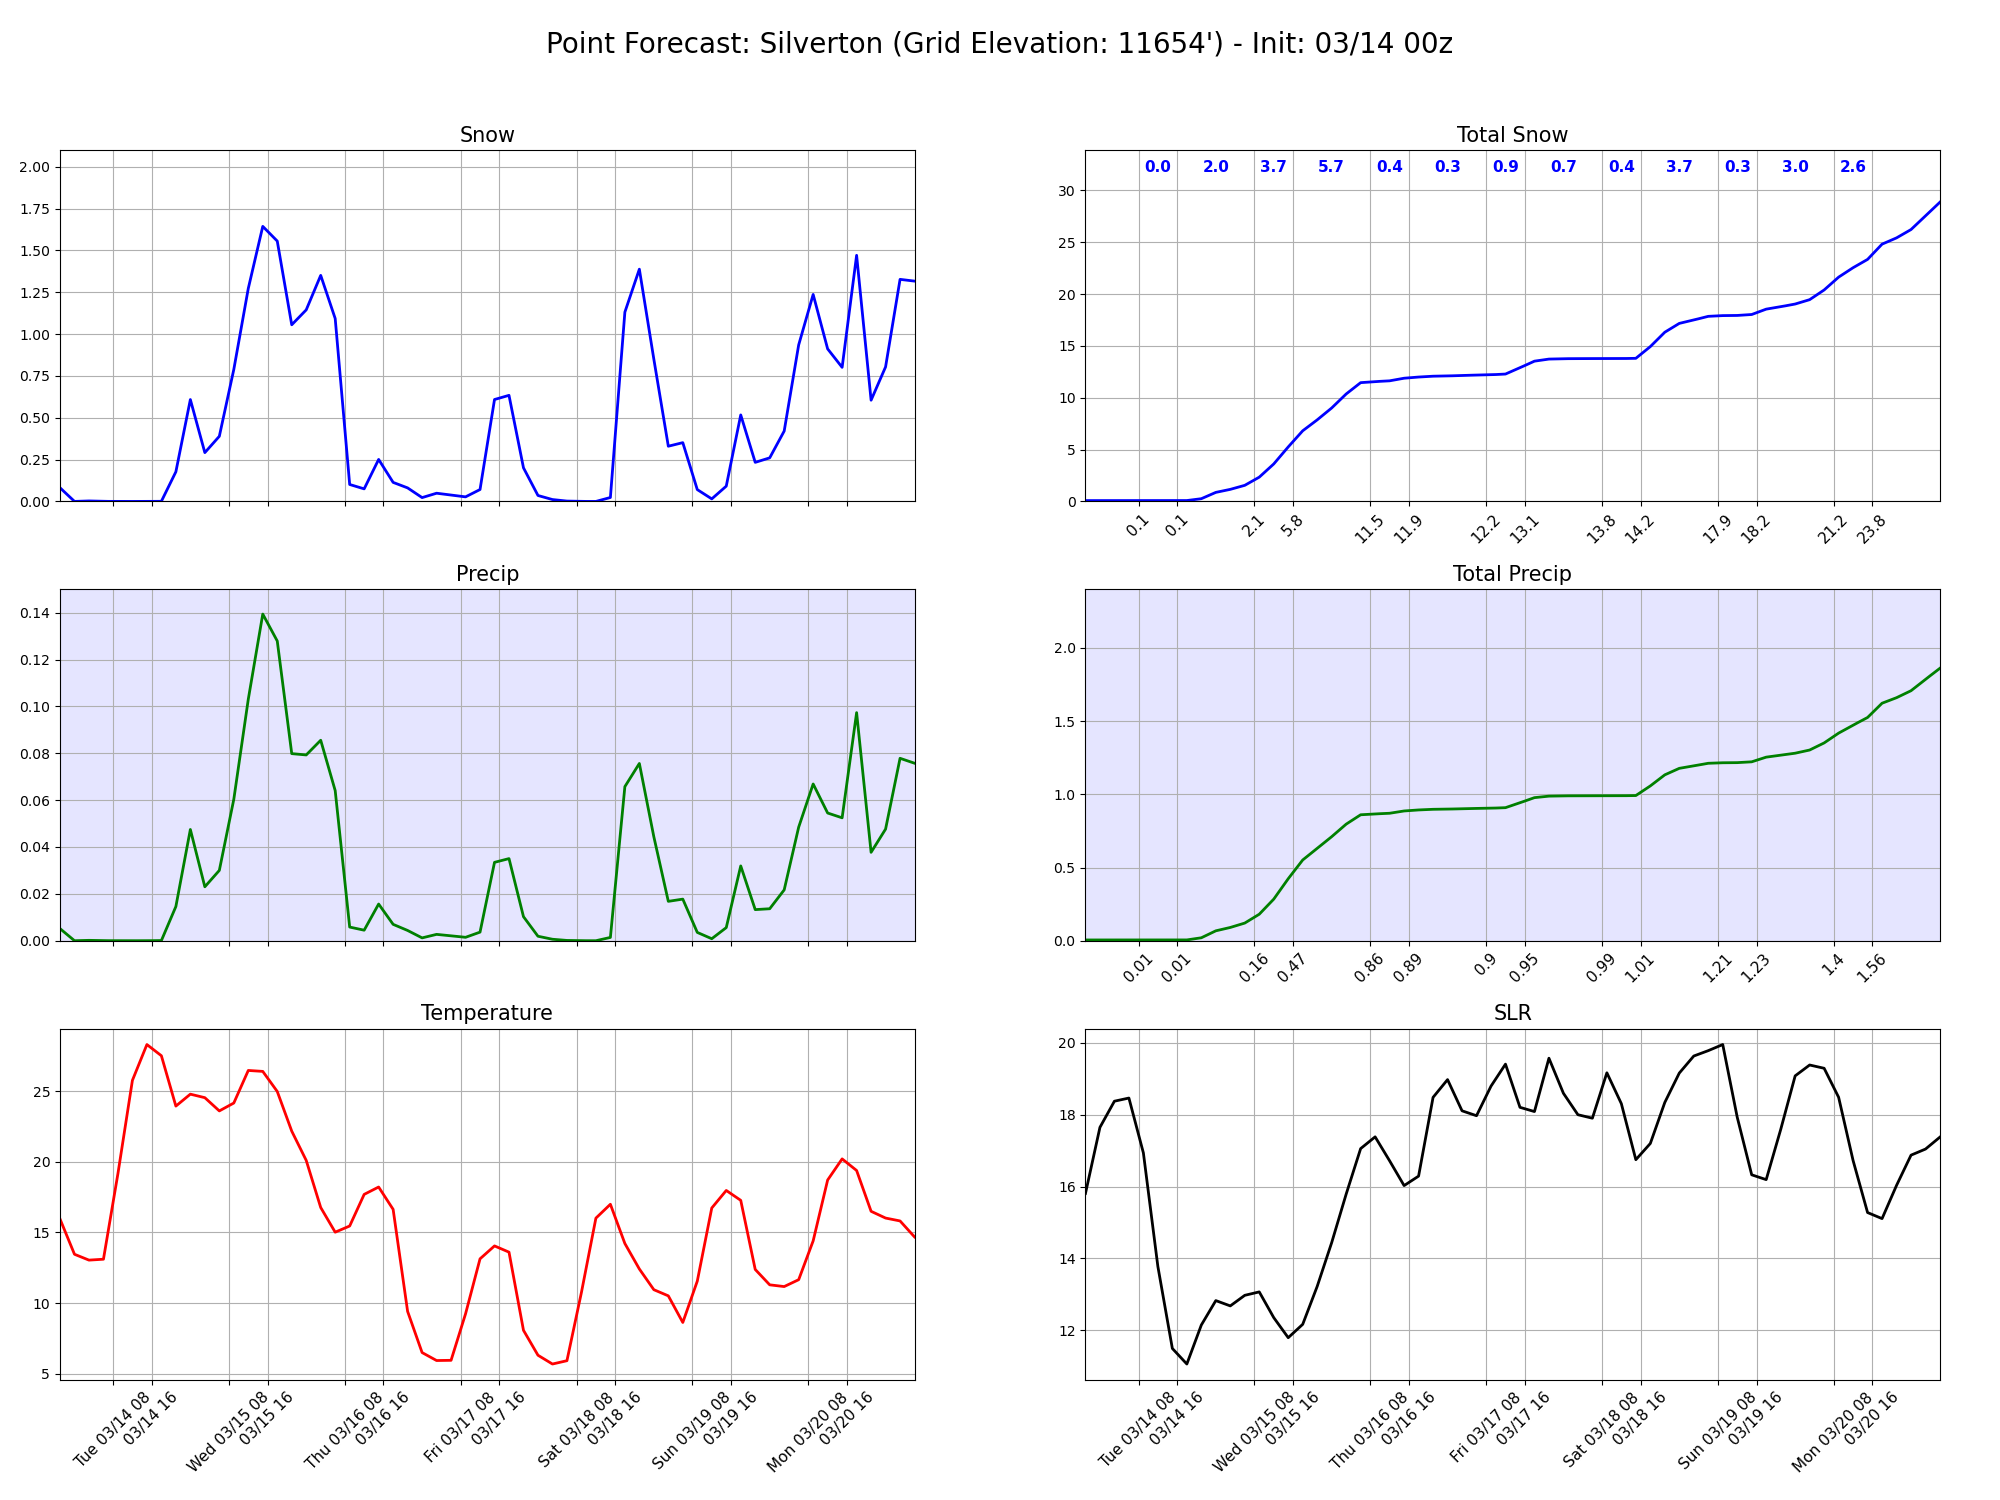 Point Forecast: Silverton (Grid Elevation: 11654') - Init: 03/14 00z
Snow
2.00
1.75
1.50
1.25
1.00
0.75
0.50
0.25
0.00
Total Snow
0.0 2.0 3.7 5.7 0.4 0.3 0.9 0.7 0.4 3.7 0.3 3.0 2.6
30
25
20
15
10
5
0
0.1 0.1 2.1 5.8 11.5 11.9 12.2 13.1 13.8 14.2 17.9 18.2 21.2 23.8
Precip
0.14
0.12
0.10
0.08
0.06
0.04
0.02
0.00
Total Precip
2.0
1.5
1.0
0.5
0.0
0.01 0.01 0.16 0.47 0.86 0.89 0.9 0.95 0.99 1.01 1.21 1.23 1.4 1.56
Temperature
25
20
15
10
5
Tue 03/14 08
03/14 16
Wed 03/15 08
03/15 16
Thu 03/16 08
03/16 16
Fri 03/17 08
03/17 16
Sat 03/18 08
03/18 16
Sun 03/19 08
03/19 16
Mon 03/20 08
03/20 16
SLR
20
18
16
14
12
Tue 03/14 08
03/14 16
Wed 03/15 08
03/15 16
Thu 03/16 08
03/16 16
Fri 03/17 08
03/17 16
Sat 03/18 08
03/18 16
Sun 03/19 08
03/19 16
Mon 03/20 08
03/20 16